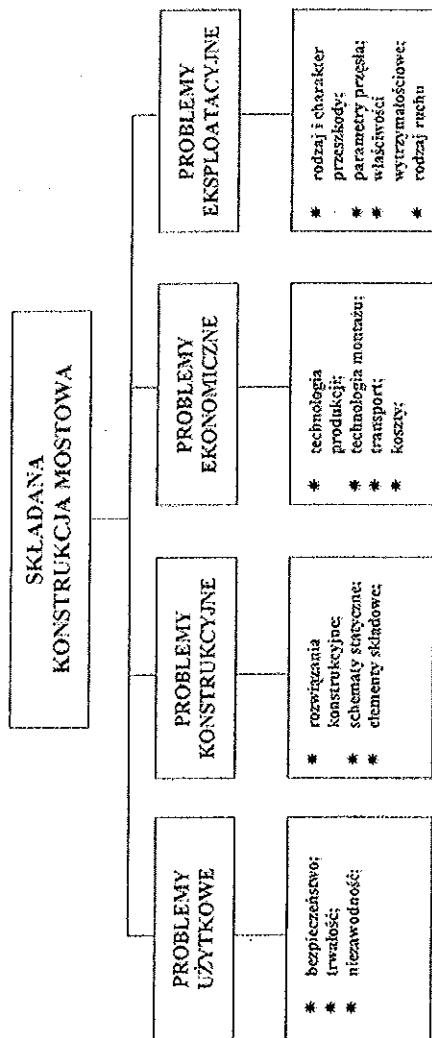 SKŁADANA
KONSTRUKCJA MOSTOWA
PROBLEMY
UŻYTKOWE
* bezpieczeństwo;
* trwałość;
* niezawodność;
PROBLEMY
KONSTRUKCYJNE
* rozwiązania
konstrukcyjne;
* schematy statyczne;
* elementy składowe;
PROBLEMY
EKONOMICZNE
* technologia
produkcji;
* technologia montażu;
* transport;
* koszty;
PROBLEMY
EKSPLOATACYJNE
* rodzaj i charakter
przeszkody;
* parametry przęsła;
* właściwości
wytrzymałościowe;
* rodzaj ruchu